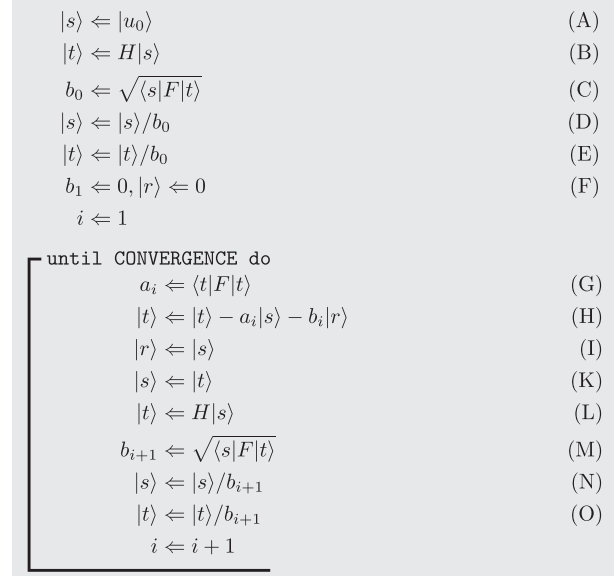 |s⟩ ⇐ |u₀⟩ (A)
|t⟩ ⇐ H|s⟩ (B)
b₀ ⇐ √⟨s|F|t⟩ (C)
|s⟩ ⇐ |s⟩/b₀ (D)
|t⟩ ⇐ |t⟩/b₀ (E)
b₁ ⇐ 0, |r⟩ ⇐ 0 (F)
i ⇐ 1
until CONVERGENCE do
aᵢ ⇐ ⟨t|F|t⟩ (G)
|t⟩ ⇐ |t⟩ − aᵢ|s⟩ − bᵢ|r⟩ (H)
|r⟩ ⇐ |s⟩ (I)
|s⟩ ⇐ |t⟩ (K)
|t⟩ ⇐ H|s⟩ (L)
bᵢ₊₁ ⇐ √⟨s|F|t⟩ (M)
|s⟩ ⇐ |s⟩/bᵢ₊₁ (N)
|t⟩ ⇐ |t⟩/bᵢ₊₁ (O)
i ⇐ i + 1